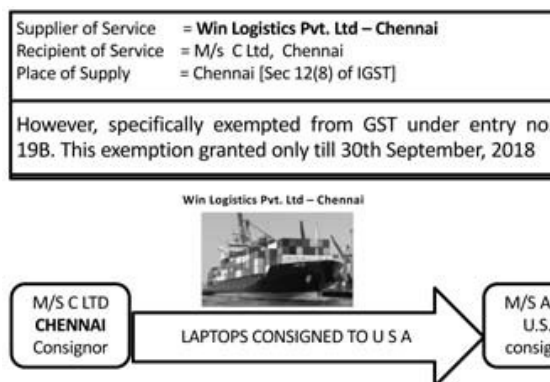 Supplier of Service = Win Logistics Pvt. Ltd – Chennai
Recipient of Service = M/s C Ltd, Chennai
Place of Supply = Chennai [Sec 12(8) of IGST]
However, specifically exempted from GST under entry no
19B. This exemption granted only till 30th September, 2018
Win Logistics Pvt. Ltd – Chennai
M/S C LTD
CHENNAI
Consignor
LAPTOPS CONSIGNED TO U S A
M/S A
U.S.